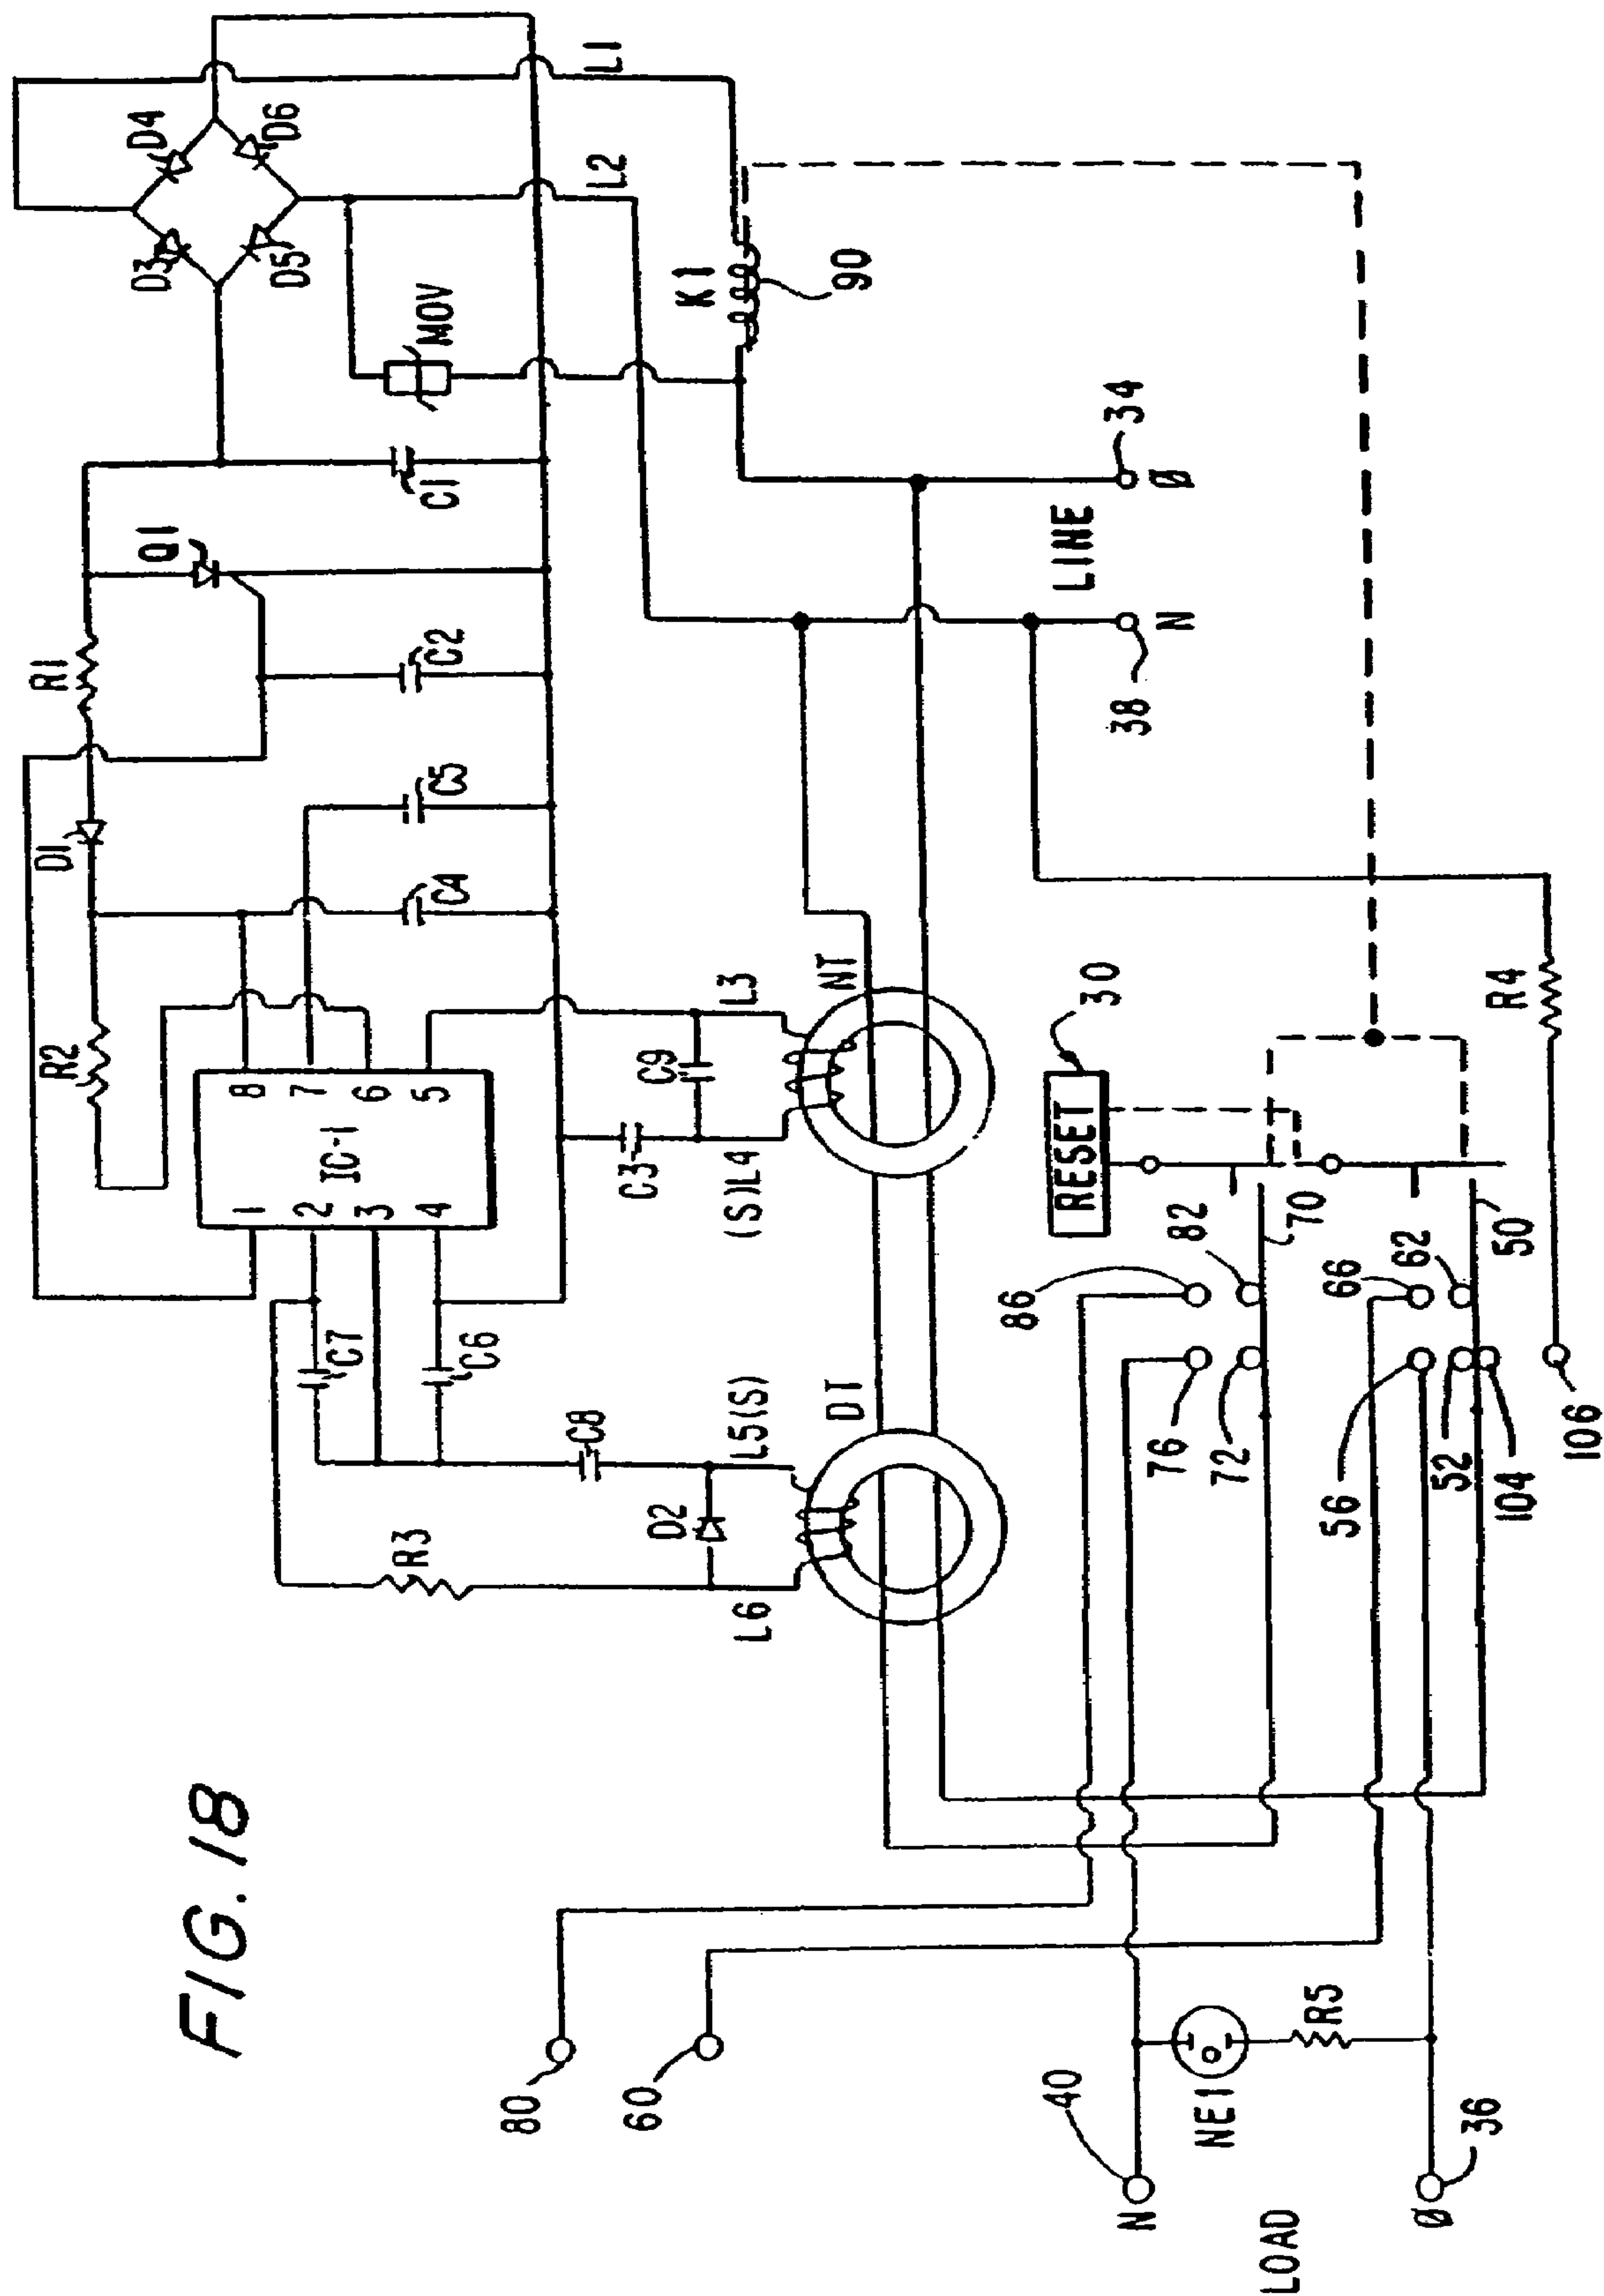 FIG. 18
D4
D6
D3
D5
L1
L2
MOV
K1
90
C1
Q1
R1
C2
D1
C5
C4
R2
IC-1
8
7
6
5
1
2
3
4
C7
C6
C3
C9
L3
(S)L4
NT
C8
R3
D2
L5(S)
L6
DT
34
Ø
LINE
N
38
R4
30
RESET
82
70
86
76
72
66
62
50
56
52
104
106
80
60
40
N
NE1
R5
36
Ø
LOAD